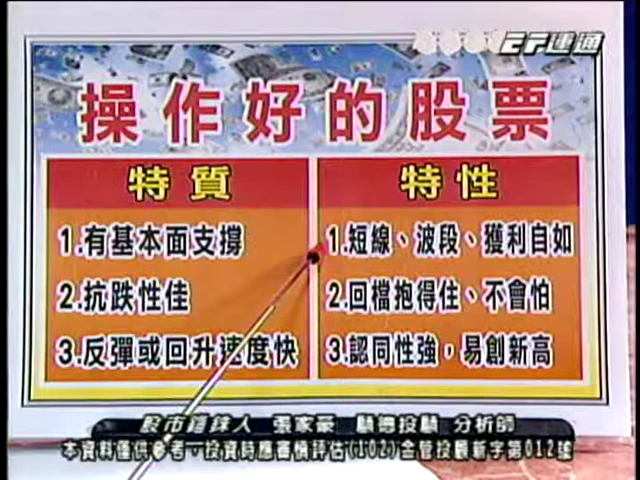 EF運通
操作好的股票
特質
1.有基本面支撐
2.抗跌性佳
3.反彈或回升速度快
特性
1.短線、波段、獲利自如
2.回檔抱得住、不會怕
3.認同性強，易創新高
股市 人 張家豪 投顧 分析師
本資料僅供參考，投資時應審慎評估(102)金管投顧新字第012號